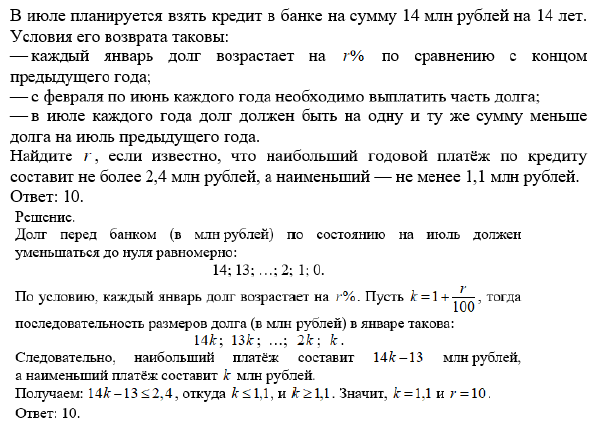 В июле планируется взять кредит в банке на сумму 14 млн рублей на 14 лет.
Условия его возврата таковы:
— каждый январь долг возрастает на r% по сравнению с концом
предыдущего года;
— с февраля по июнь каждого года необходимо выплатить часть долга;
— в июле каждого года долг должен быть на одну и ту же сумму меньше
долга на июль предыдущего года.
Найдите r, если известно, что наибольший годовой платёж по кредиту
составит не более 2,4 млн рублей, а наименьший — не менее 1,1 млн рублей.
Ответ: 10.
Решение.
Долг перед банком (в млн рублей) по состоянию на июль должен
уменьшаться до нуля равномерно:
14; 13; …; 2; 1; 0.
По условию, каждый январь долг возрастает на r%. Пусть k = 1 + r/100, тогда
последовательность размеров долга (в млн рублей) в январе такова:
14k; 13k; …; 2k; k.
Следовательно, наибольший платёж составит 14k − 13 млн рублей,
а наименьший платёж составит k млн рублей.
Получаем: 14k − 13 ≤ 2,4, откуда k ≤ 1,1, и k ≥ 1,1. Значит, k = 1,1 и r = 10.
Ответ: 10.